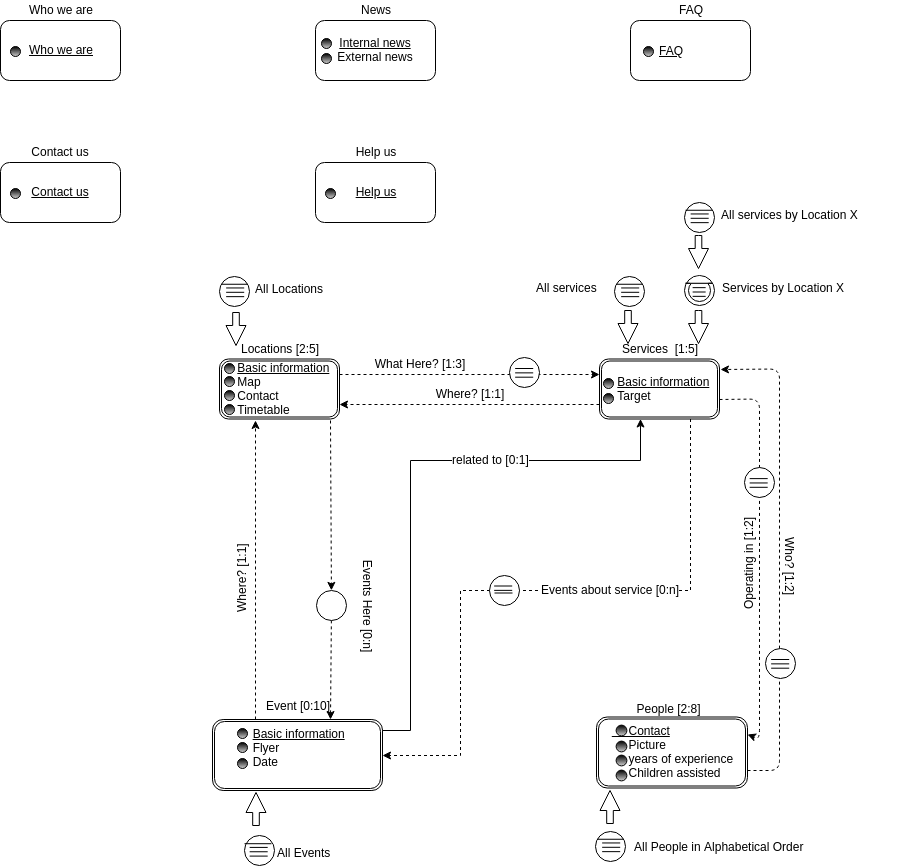 Who we are
Who we are
News
Internal news
External news
FAQ
FAQ
Contact us
Contact us
Help us
Help us
All services by Location X
Services by Location X
All services
All Locations
Locations [2:5]
Basic information
Map
Contact
Timetable
What Here? [1:3]
Where? [1:1]
Services [1:5]
Basic information
Target
related to [0:1]
Where? [1:1]
Events Here [0:n]
Events about service [0:n]
Operating in [1:2]
Who? [1:2]
Event [0:10]
Basic information
Flyer
Date
People [2:8]
Contact
Picture
years of experience
Children assisted
All Events
All People in Alphabetical Order